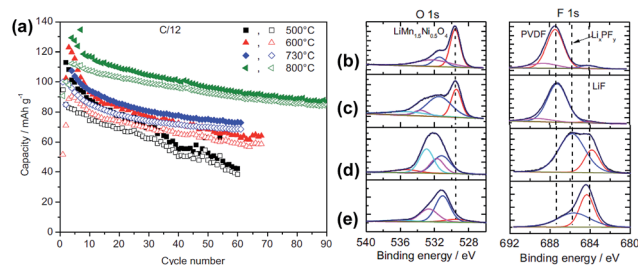 (a)
C/12
500°C
600°C
730°C
800°C
140
120
100
80
60
40
20
0
Capacity / mAh g⁻¹
0 10 20 30 40 50 60 70 80 90
Cycle number
O 1s
F 1s
LiMn₁.₅Ni₀.₅O₄
PVDF
LiₓPFᵧ
LiF
(b)
(c)
(d)
(e)
540 536 532 528
Binding energy / eV
692 688 684 680
Binding energy / eV